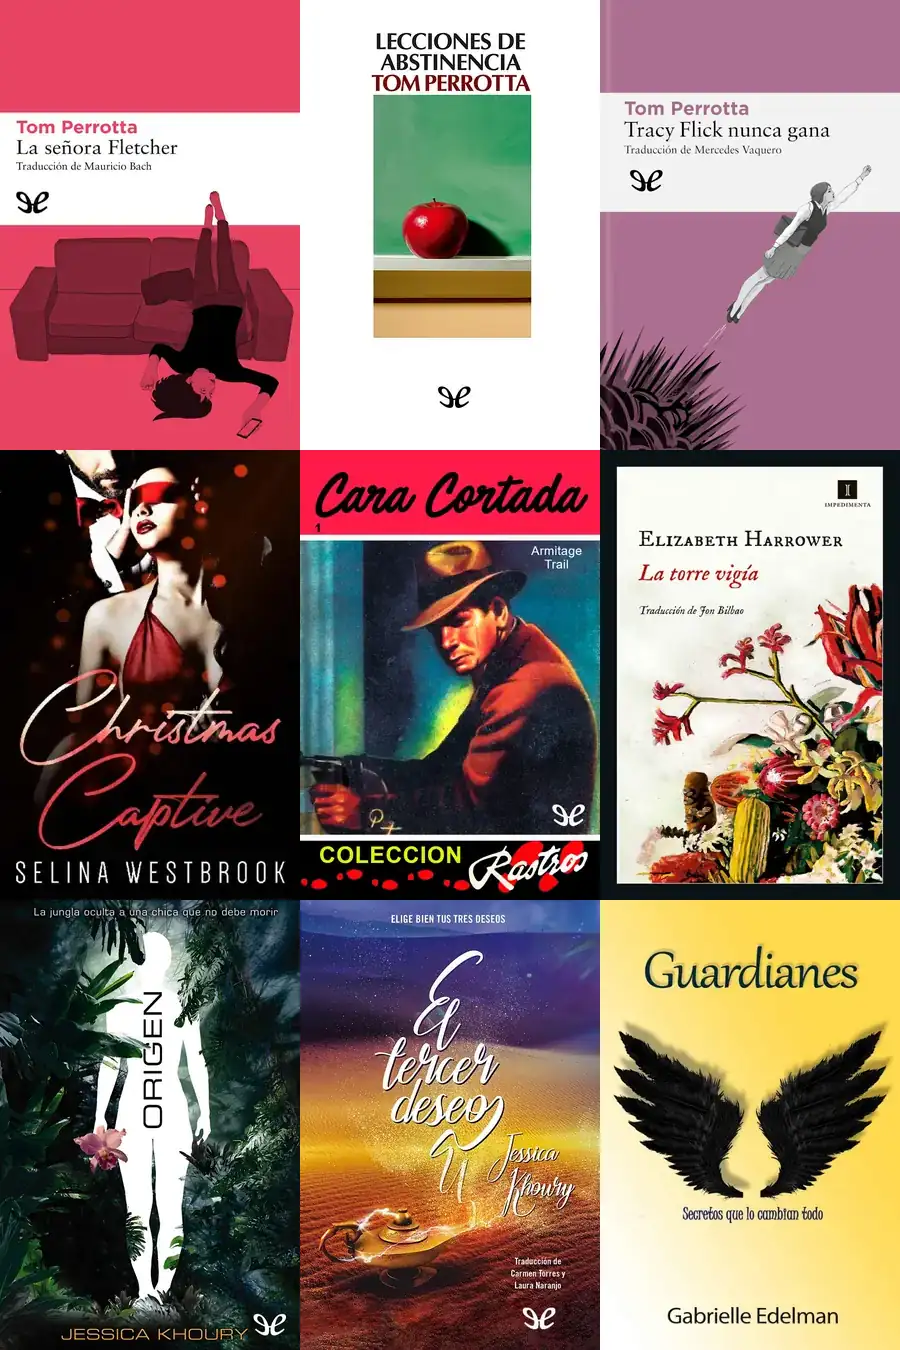 Tom Perrotta
La señora Fletcher
Traducción de Mauricio Bach
LECCIONES DE
ABSTINENCIA
TOM PERROTTA
Tom Perrotta
Tracy Flick nunca gana
Traducción de Mercedes Vaquero
Christmas
Captive
SELINA WESTBROOK
Cara Cortada
1
Armitage
Trail
COLECCION
Rastros
IMPEDIMENTA
Elizabeth Harrower
La torre vigía
Traducción de Jon Bilbao
La jungla oculta a una chica que no debe morir
ORIGEN
JESSICA KHOURY
ELIGE BIEN TUS TRES DESEOS
El
tercer
deseo
Jessica
Khoury
Traducción de
Carmen Torres y
Laura Naranjo
Guardianes
Secretos que lo cambian todo
Gabrielle Edelman